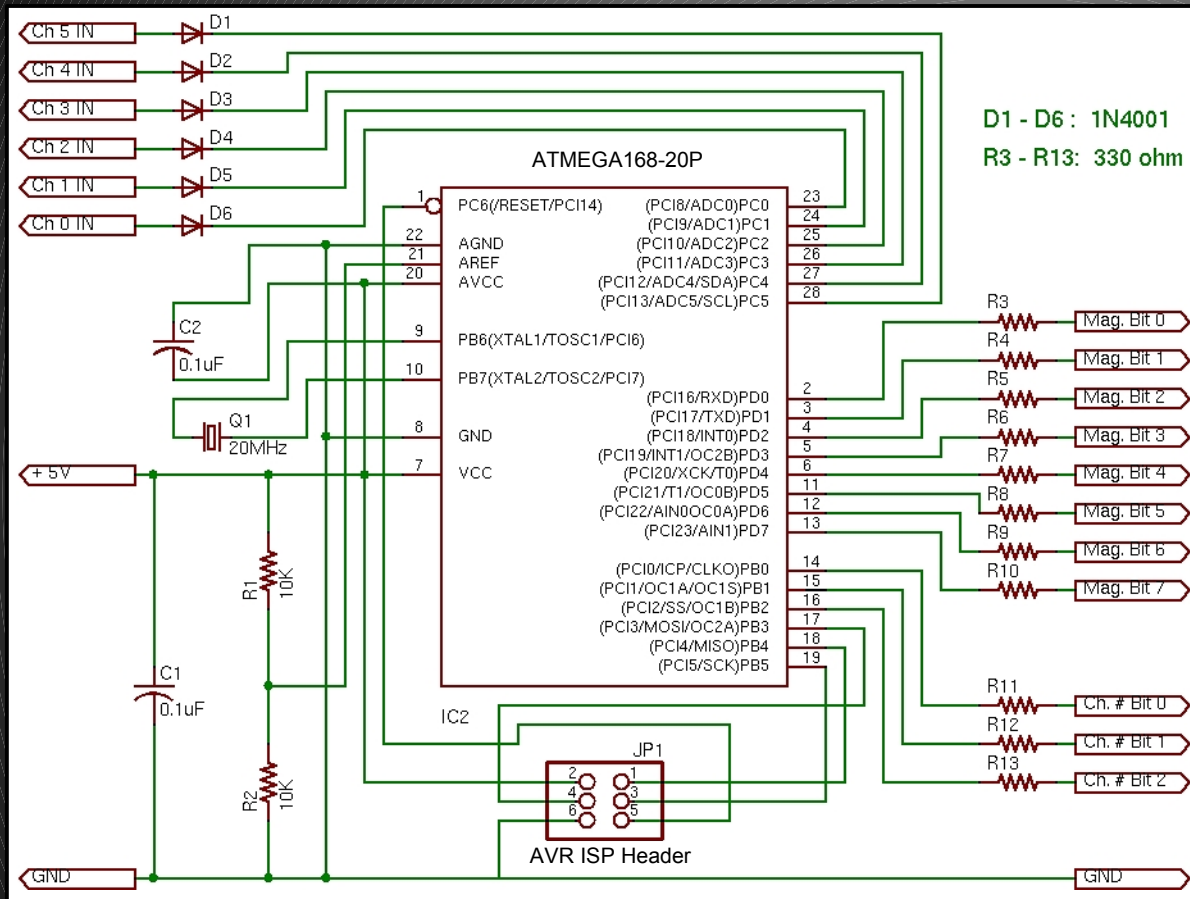 Ch 5 IN
D1
Ch 4 IN
D2
Ch 3 IN
D3
Ch 2 IN
D4
Ch 1 IN
D5
Ch 0 IN
D6
D1 - D6 : 1N4001
R3 - R13: 330 ohm
ATMEGA168-20P
1
PC6(/RESET/PCI14)
22
AGND
21
AREF
20
AVCC
9
PB6(XTAL1/TOSC1/PCI6)
10
PB7(XTAL2/TOSC2/PCI7)
8
GND
7
VCC
(PCI8/ADC0)PC0
23
(PCI9/ADC1)PC1
24
(PCI10/ADC2)PC2
25
(PCI11/ADC3)PC3
26
(PCI12/ADC4/SDA)PC4
27
(PCI13/ADC5/SCL)PC5
28
(PCI16/RXD)PD0
2
(PCI17/TXD)PD1
3
(PCI18/INT0)PD2
4
(PCI19/INT1/OC2B)PD3
5
(PCI20/XCK/T0)PD4
6
(PCI21/T1/OC0B)PD5
11
(PCI22/AIN0OC0A)PD6
12
(PCI23/AIN1)PD7
13
(PCI0/ICP/CLKO)PB0
14
(PCI1/OC1A/OC1S)PB1
15
(PCI2/SS/OC1B)PB2
16
(PCI3/MOSI/OC2A)PB3
17
(PCI4/MISO)PB4
18
(PCI5/SCK)PB5
19
IC2
C2
0.1uF
Q1
20MHz
+ 5V
R1
10K
C1
0.1uF
R2
10K
GND
R3
Mag. Bit 0
R4
Mag. Bit 1
R5
Mag. Bit 2
R6
Mag. Bit 3
R7
Mag. Bit 4
R8
Mag. Bit 5
R9
Mag. Bit 6
R10
Mag. Bit 7
R11
Ch. # Bit 0
R12
Ch. # Bit 1
R13
Ch. # Bit 2
JP1
2 1
4 3
6 5
AVR ISP Header
GND